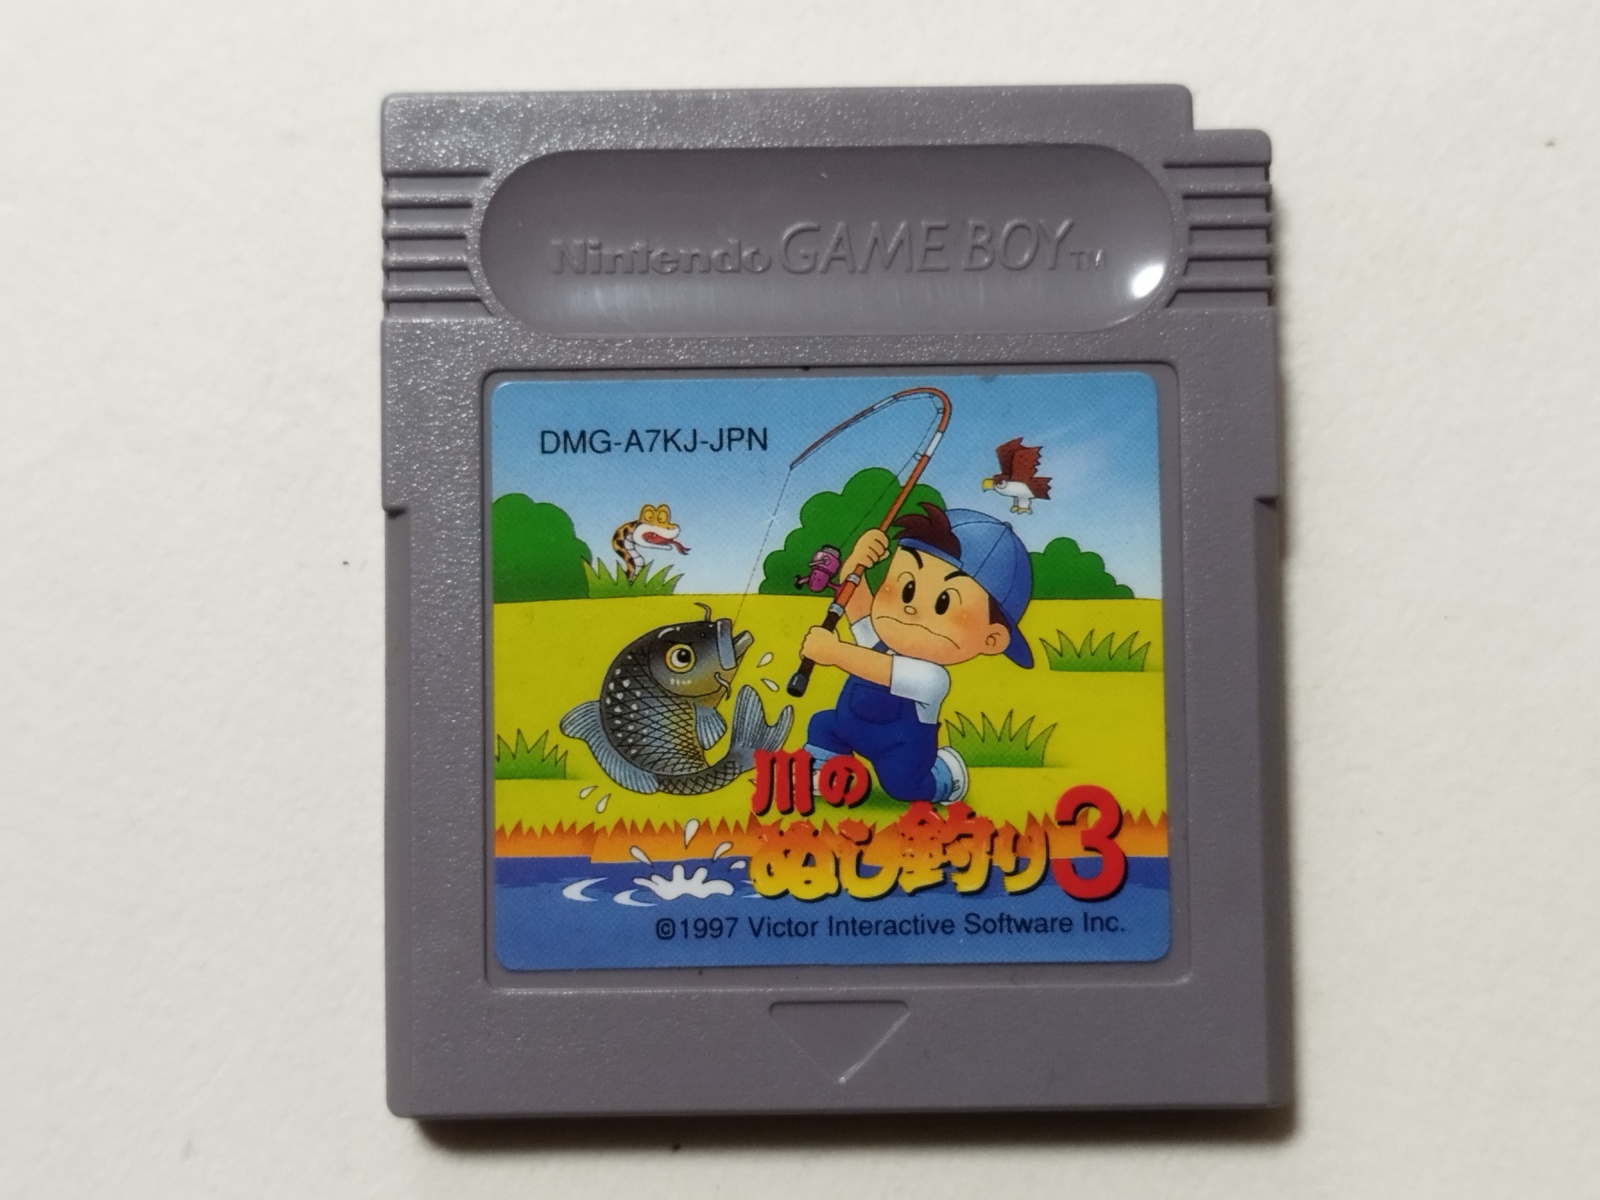 Nintendo GAME BOY™
DMG-A7KJ-JPN
川の
ぬし釣り3
©1997 Victor Interactive Software Inc.